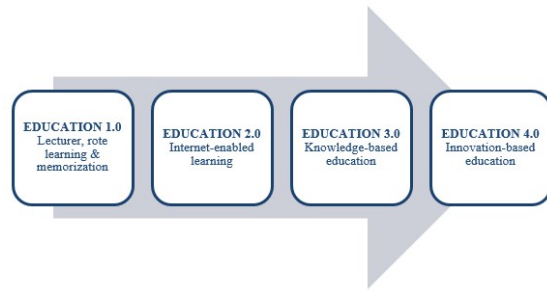 EDUCATION 1.0
Lecturer, rote
learning &
memorization
EDUCATION 2.0
Internet-enabled
learning
EDUCATION 3.0
Knowledge-based
education
EDUCATION 4.0
Innovation-based
education